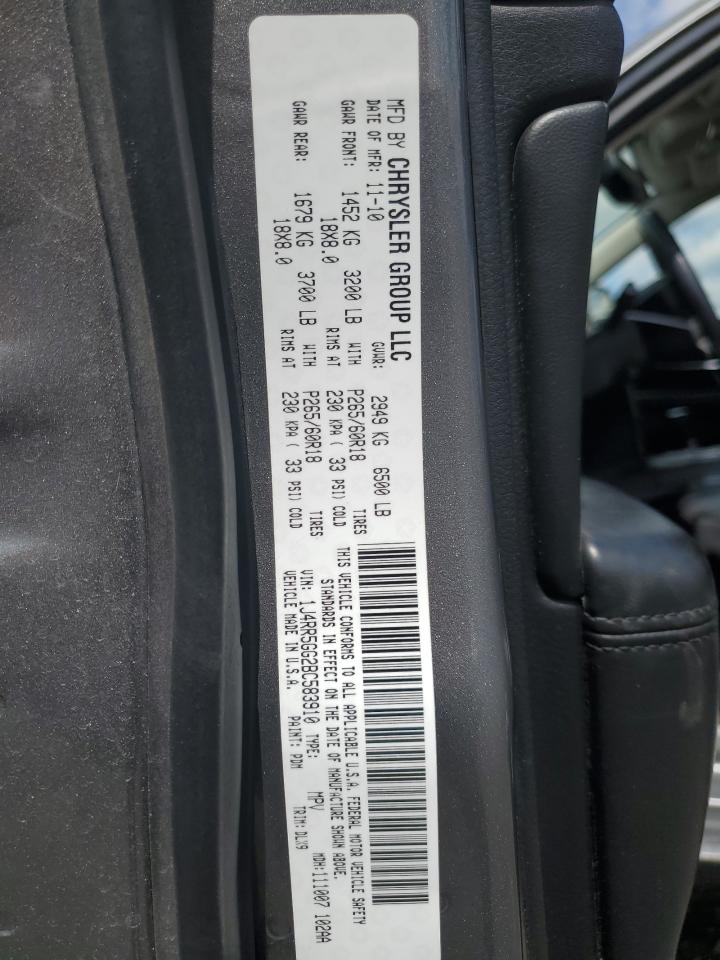 MFD BY CHRYSLER GROUP LLC
DATE OF MFR: 11-10 GVWR: 2949 KG 6500 LB
GAWR FRONT: 1452 KG 3200 LB WITH P265/60R18 TIRES
18X8.0 RIMS AT 230 KPA ( 33 PSI) COLD
GAWR REAR: 1679 KG 3700 LB WITH P265/60R18 TIRES
18X8.0 RIMS AT 230 KPA ( 33 PSI) COLD
THIS VEHICLE CONFORMS TO ALL APPLICABLE U.S.A. FEDERAL MOTOR VEHICLE SAFETY
STANDARDS IN EFFECT ON THE DATE OF MANUFACTURE SHOWN ABOVE.
MDH:111007 102AA
VIN: 1J4RR5GG2BC583910 TYPE: MPV
VEHICLE MADE IN U.S.A. PAINT: PDM TRIM: DLX9